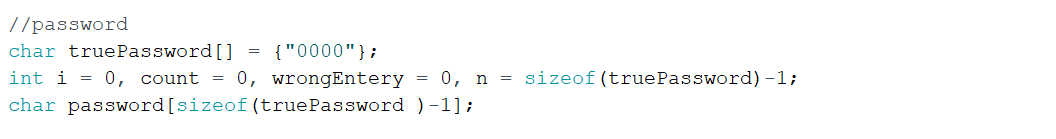 //password
char truePassword[] = {"0000"};
int i = 0, count = 0, wrongEntery = 0, n = sizeof(truePassword)-1;
char password[sizeof(truePassword )-1];